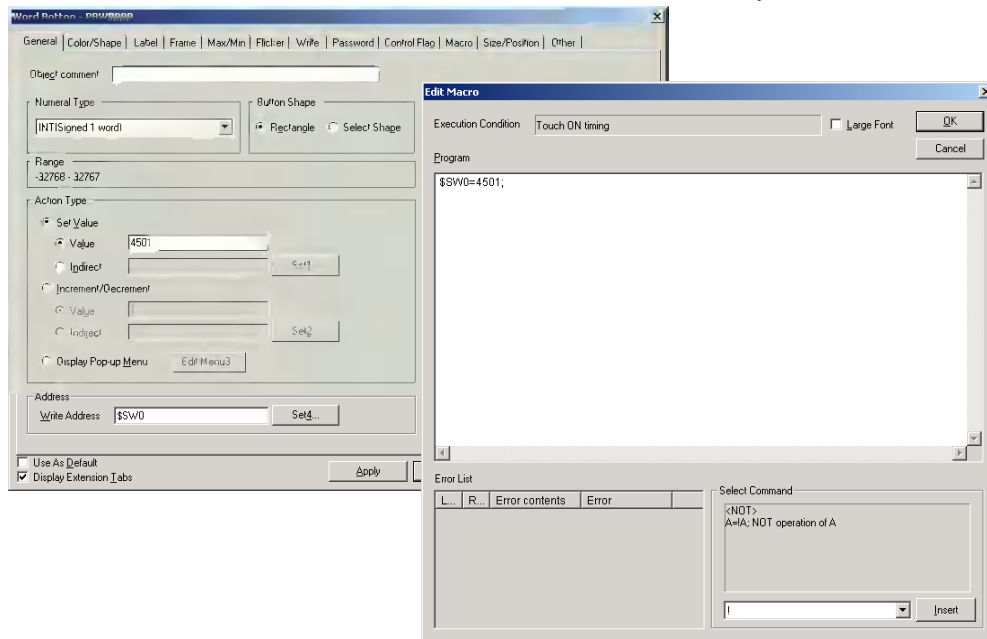 Word Button -
General Color/Shape Label Frame Max/Min Flicker Write Password Control Flag Macro Size/Position Other
Object comment
Numeral Type
INT(Signed 1 word)
Button Shape
Rectangle Select Shape
Range
-32768 - 32767
Action Type
Set Value
Value 4501
Indirect Set1
Increment/Decrement
Value
Indirect Set2
Display Pop-up Menu Edit Menu3
Address
Write Address $SW0 Set4...
Use As Default
Display Extension Tabs
Apply
Edit Macro
Execution Condition Touch ON timing Large Font OK
Cancel
Program
$SW0=4501;
Error List
L... R... Error contents Error
Select Command
<NOT>
A=!A; NOT operation of A
! Insert